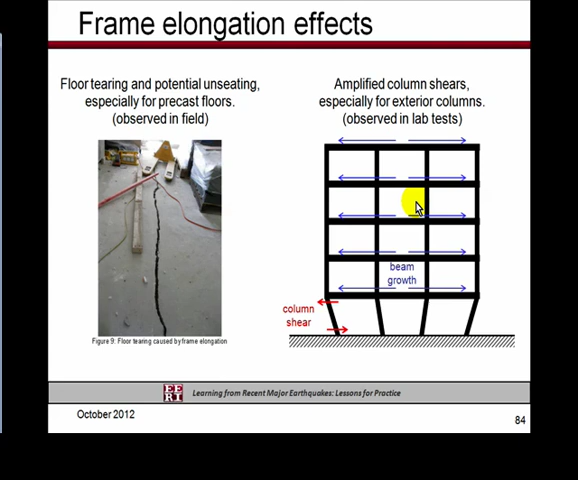 Frame elongation effects
Floor tearing and potential unseating,
especially for precast floors.
(observed in field)
Amplified column shears,
especially for exterior columns.
(observed in lab tests)
beam
growth
column
shear
Figure 9: Floor tearing caused by frame elongation
EE
RI
Learning from Recent Major Earthquakes: Lessons for Practice
October 2012
84